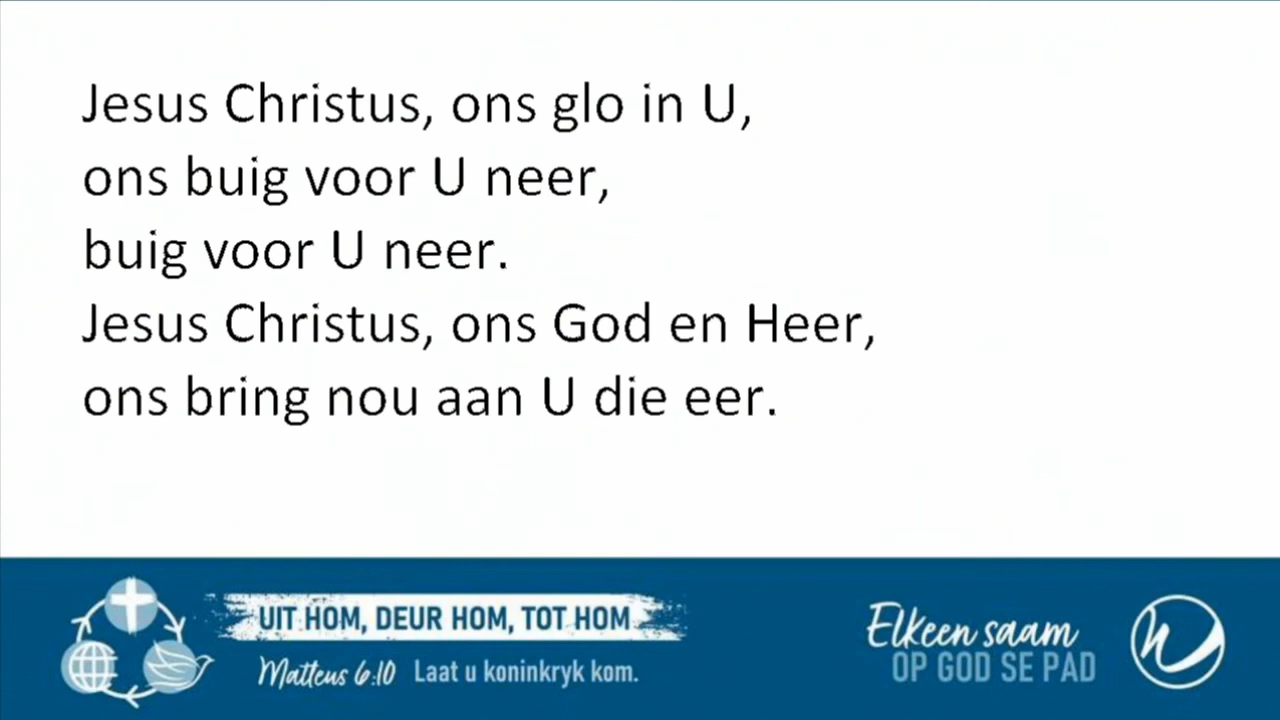 Jesus Christus, ons glo in U,
ons buig voor U neer,
buig voor U neer.
Jesus Christus, ons God en Heer,
ons bring nou aan U die eer.
UIT HOM, DEUR HOM, TOT HOM
Matteus 6:10 Laat u koninkryk kom.
Elkeen saam
OP GOD SE PAD